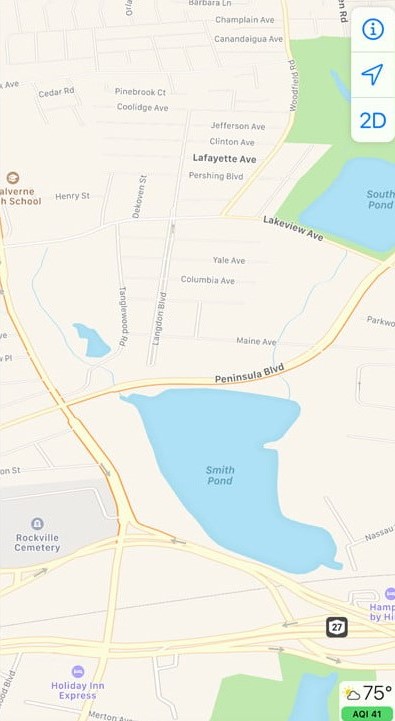 Barbara Ln
Champlain Ave
Canandaigua Ave
Woodfield Rd
Cedar Rd
Pinebrook Ct
Coolidge Ave
Jefferson Ave
Clinton Ave
Lafayette Ave
Pershing Blvd
Henry St
Dekoven St
South
Pond
Lakeview Ave
Yale Ave
Columbia Ave
Tanglewood Rd
Langdon Blvd
Maine Ave
Peninsula Blvd
Smith
Pond
Rockville
Cemetery
Nassau
27
Holiday Inn
Express
Merton Ave
2D
75°
AQI 41